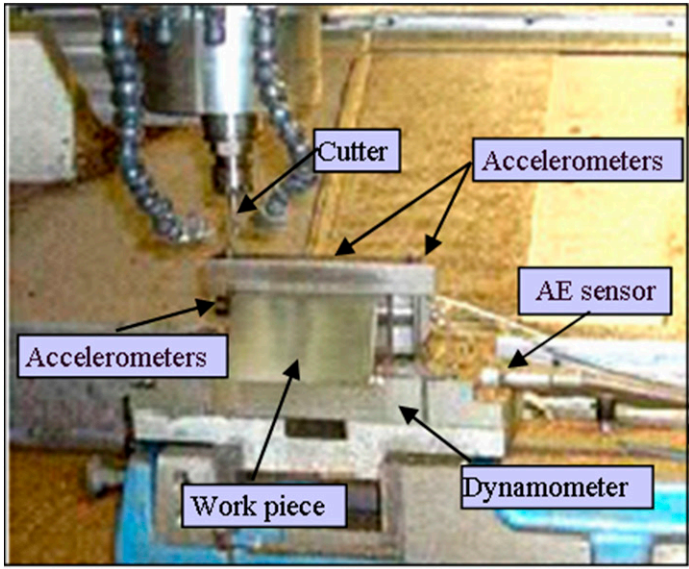 Cutter
Accelerometers
AE sensor
Accelerometers
Work piece
Dynamometer